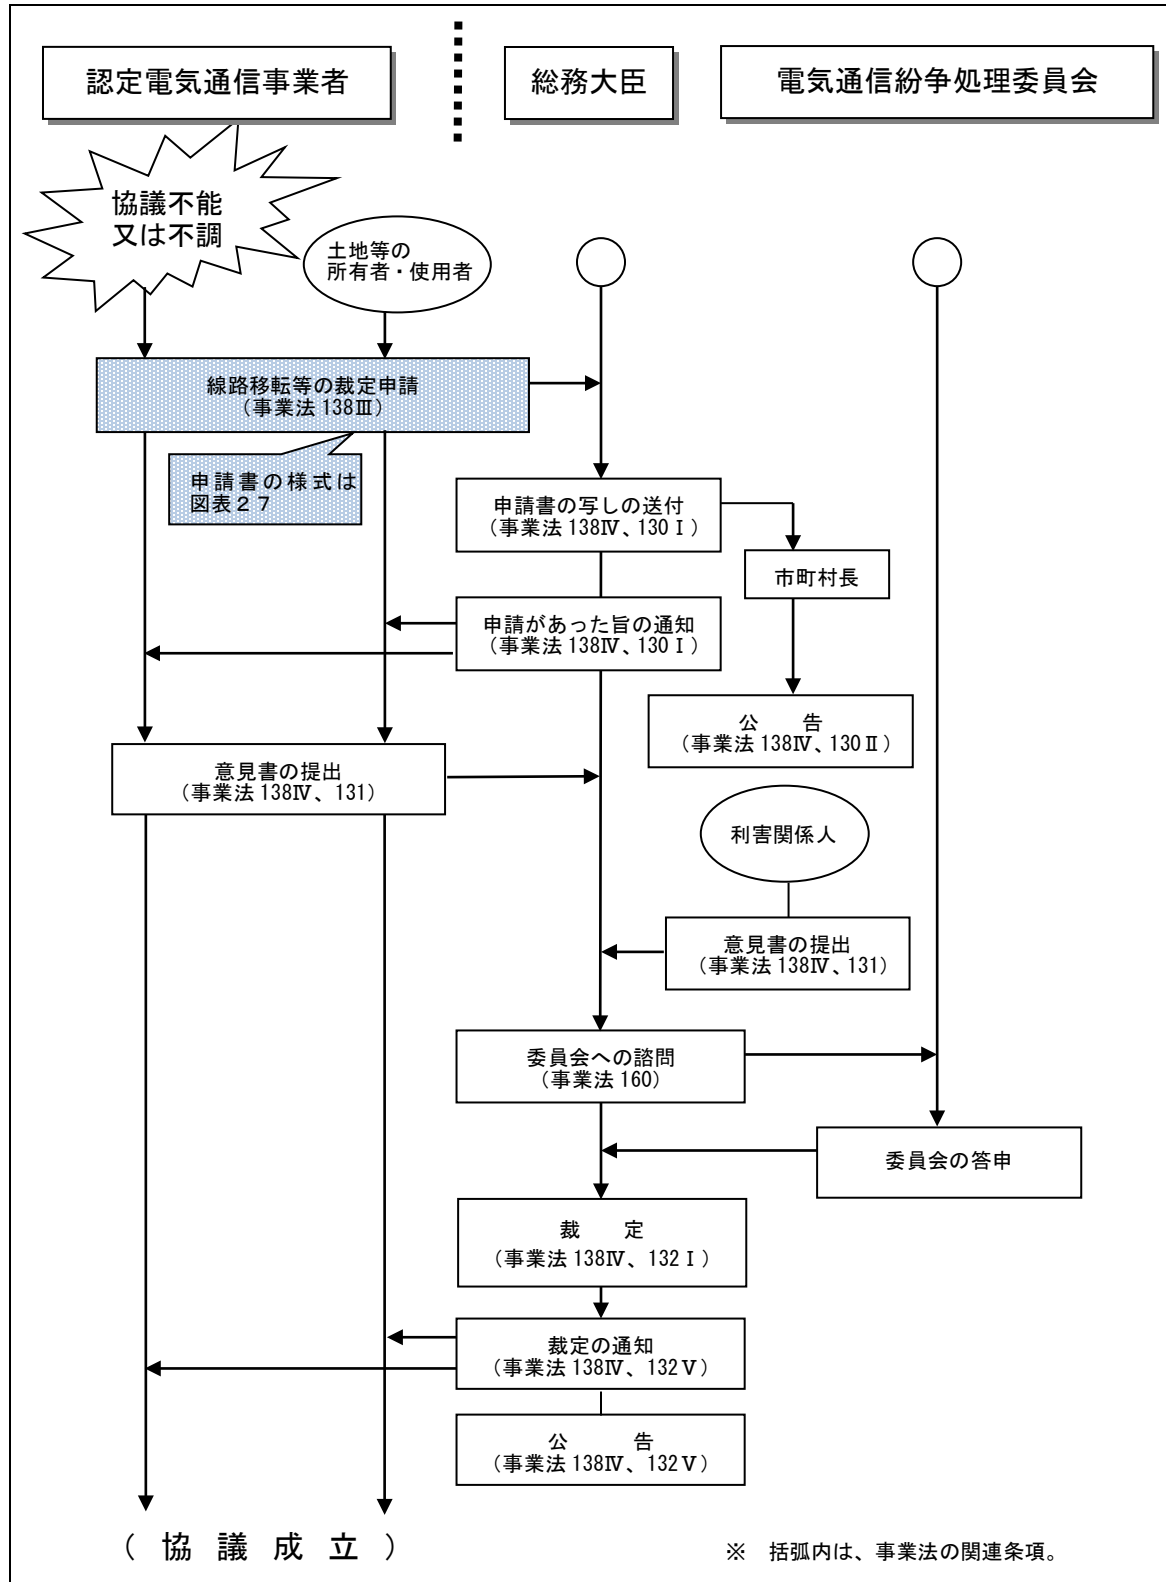 認定電気通信事業者
総務大臣
電気通信紛争処理委員会
協議不能
又は不調
土地等の
所有者・使用者
線路移転等の裁定申請
（事業法138Ⅲ）
申請書の様式は
図表２７
申請書の写しの送付
（事業法138Ⅳ、130Ⅰ）
市町村長
申請があった旨の通知
（事業法138Ⅳ、130Ⅰ）
公　　告
（事業法138Ⅳ、130Ⅱ）
意見書の提出
（事業法138Ⅳ、131）
利害関係人
意見書の提出
（事業法138Ⅳ、131）
委員会への諮問
（事業法160）
委員会の答申
裁　定
（事業法138Ⅳ、132Ⅰ）
裁定の通知
（事業法138Ⅳ、132Ⅴ）
公　　　告
（事業法138Ⅳ、132Ⅴ）
（ 協 議 成 立 ）
※　括弧内は、事業法の関連条項。